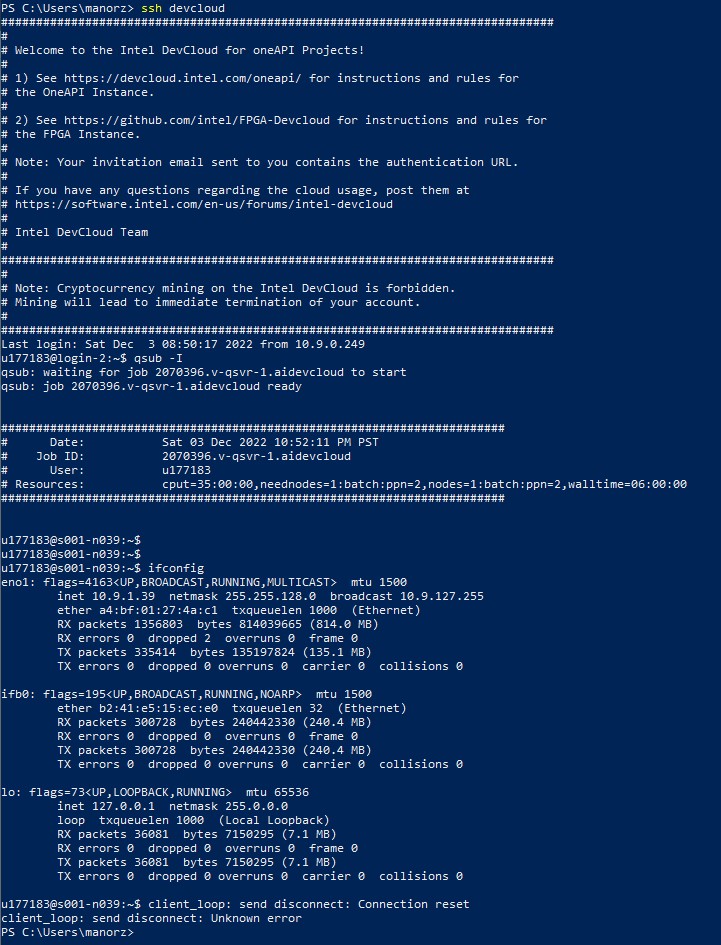 PS C:\Users\manorz> ssh devcloud
###############################################################################
#
# Welcome to the Intel DevCloud for oneAPI Projects!
#
# 1) See https://devcloud.intel.com/oneapi/ for instructions and rules for
# the OneAPI Instance.
#
# 2) See https://github.com/intel/FPGA-Devcloud for instructions and rules for
# the FPGA Instance.
#
# Note: Your invitation email sent to you contains the authentication URL.
#
# If you have any questions regarding the cloud usage, post them at
# https://software.intel.com/en-us/forums/intel-devcloud
#
# Intel DevCloud Team
#
###############################################################################
#
# Note: Cryptocurrency mining on the Intel DevCloud is forbidden.
# Mining will lead to immediate termination of your account.
#
###############################################################################
Last login: Sat Dec  3 08:50:17 2022 from 10.9.0.249
u177183@login-2:~$ qsub -I
qsub: waiting for job 2070396.v-qsvr-1.aidevcloud to start
qsub: job 2070396.v-qsvr-1.aidevcloud ready
########################################################################
#      Date:           Sat 03 Dec 2022 10:52:11 PM PST
#    Job ID:           2070396.v-qsvr-1.aidevcloud
#      User:           u177183
# Resources:           cput=35:00:00,neednodes=1:batch:ppn=2,nodes=1:batch:ppn=2,walltime=06:00:00
########################################################################
u177183@s001-n039:~$
u177183@s001-n039:~$
u177183@s001-n039:~$ ifconfig
eno1: flags=4163<UP,BROADCAST,RUNNING,MULTICAST>  mtu 1500
        inet 10.9.1.39  netmask 255.255.128.0  broadcast 10.9.127.255
        ether a4:bf:01:27:4a:c1  txqueuelen 1000  (Ethernet)
        RX packets 1356803  bytes 814039665 (814.0 MB)
        RX errors 0  dropped 2  overruns 0  frame 0
        TX packets 335414  bytes 135197824 (135.1 MB)
        TX errors 0  dropped 0 overruns 0  carrier 0  collisions 0
ifb0: flags=195<UP,BROADCAST,RUNNING,NOARP>  mtu 1500
        ether b2:41:e5:15:ec:e0  txqueuelen 32  (Ethernet)
        RX packets 300728  bytes 240442330 (240.4 MB)
        RX errors 0  dropped 0  overruns 0  frame 0
        TX packets 300728  bytes 240442330 (240.4 MB)
        TX errors 0  dropped 0 overruns 0  carrier 0  collisions 0
lo: flags=73<UP,LOOPBACK,RUNNING>  mtu 65536
        inet 127.0.0.1  netmask 255.0.0.0
        loop  txqueuelen 1000  (Local Loopback)
        RX packets 36081  bytes 7150295 (7.1 MB)
        RX errors 0  dropped 0  overruns 0  frame 0
        TX packets 36081  bytes 7150295 (7.1 MB)
        TX errors 0  dropped 0 overruns 0  carrier 0  collisions 0
u177183@s001-n039:~$ client_loop: send disconnect: Connection reset
client_loop: send disconnect: Unknown error
PS C:\Users\manorz>